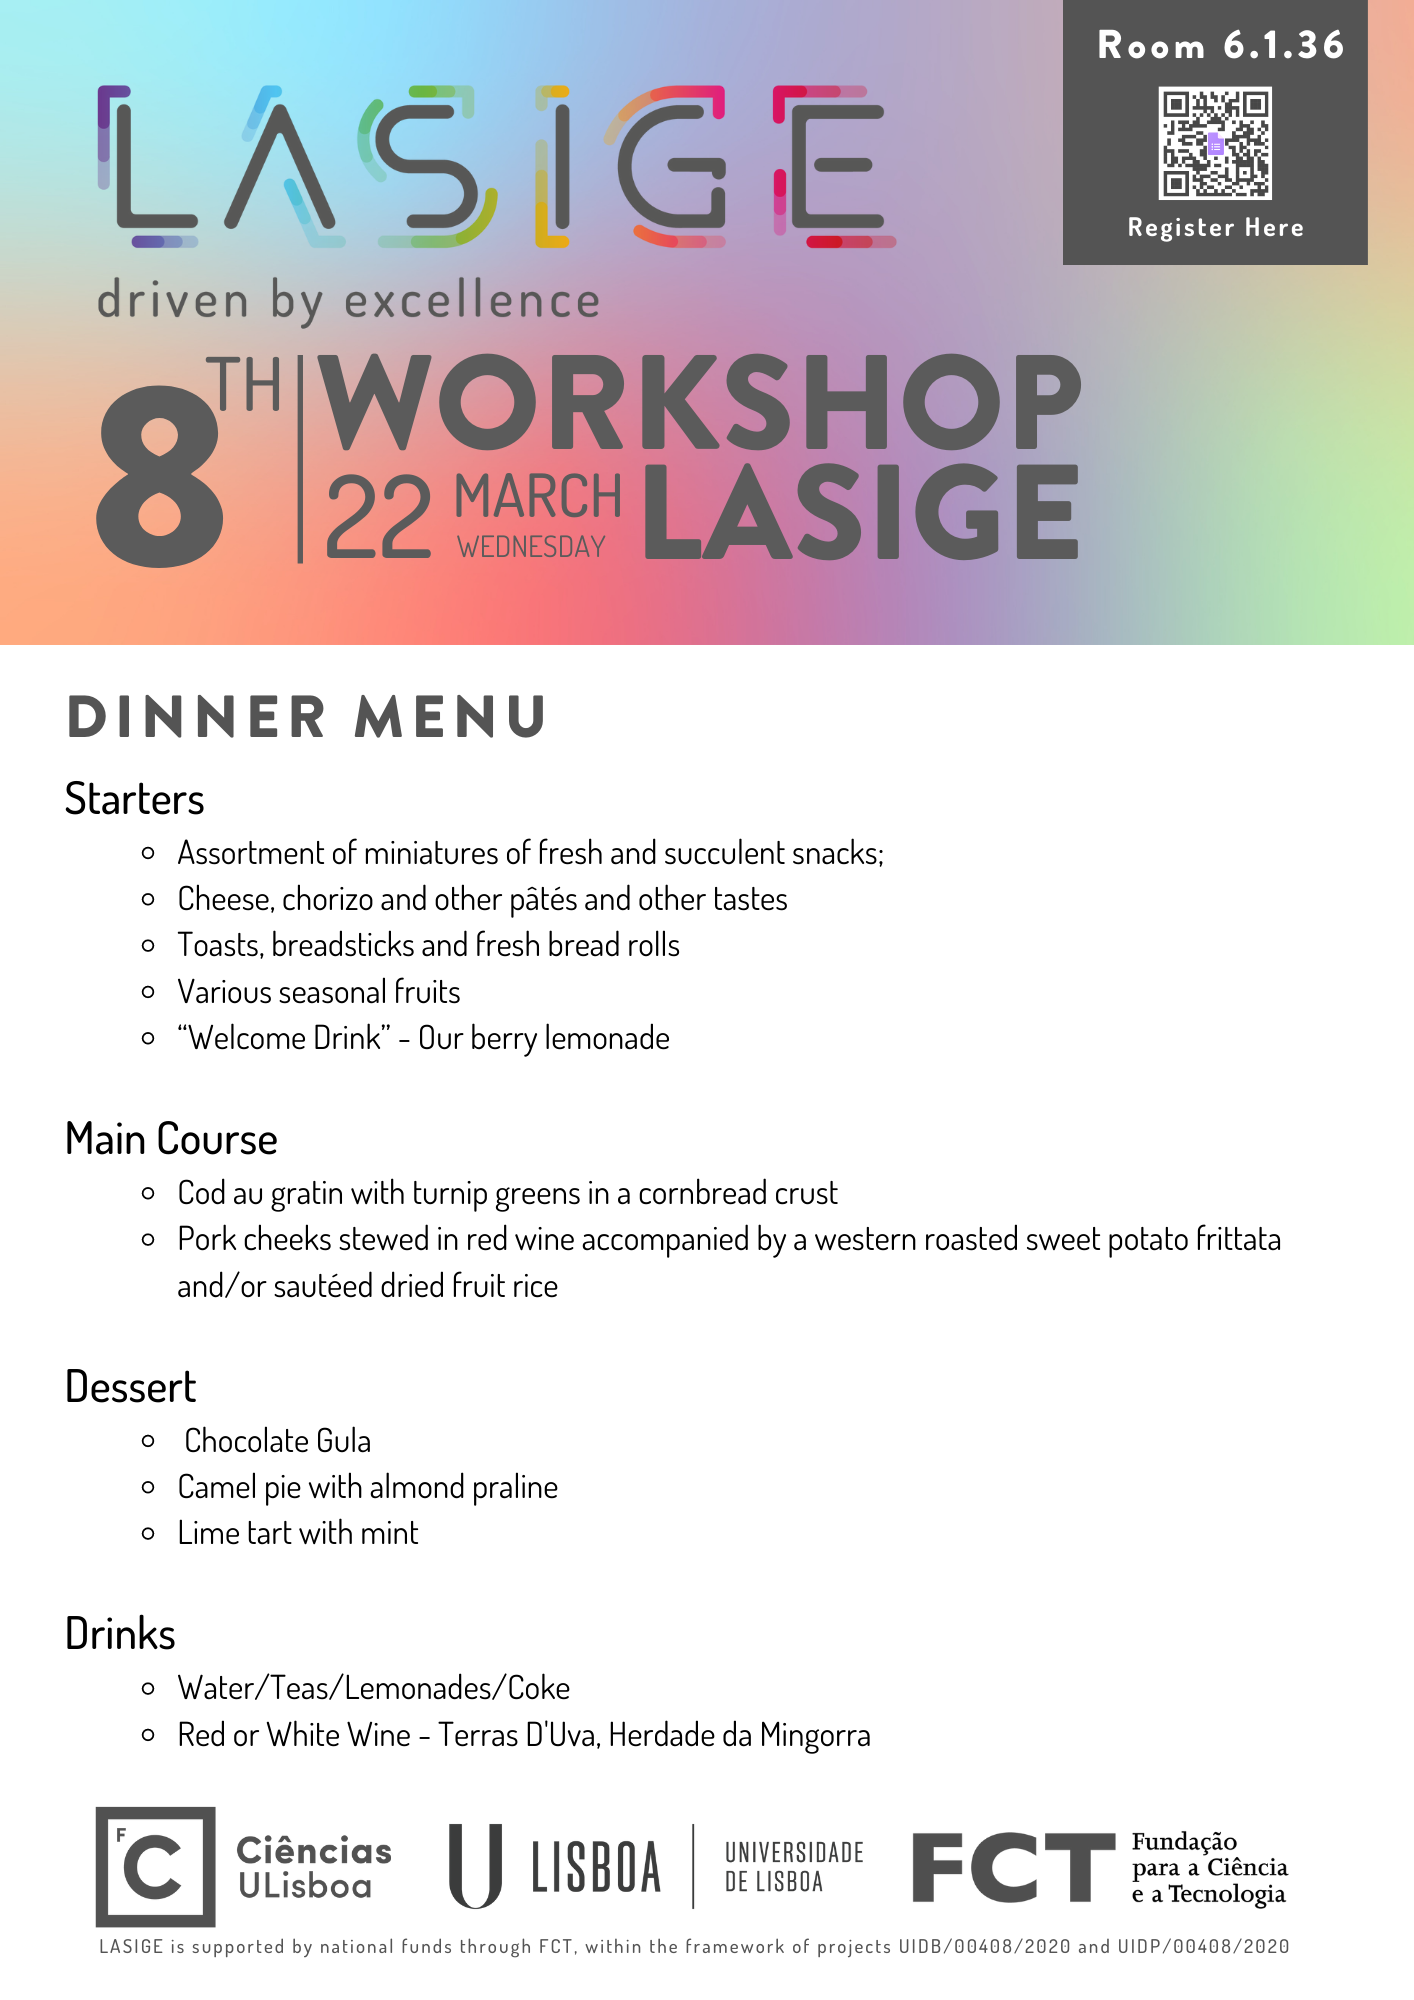 Room 6.1.36
Register Here
LASIGE
driven by excellence
8TH
WORKSHOP
22 MARCH
WEDNESDAY
LASIGE
DINNER MENU
Starters
Assortment of miniatures of fresh and succulent snacks;
Cheese, chorizo and other pâtés and other tastes
Toasts, breadsticks and fresh bread rolls
Various seasonal fruits
“Welcome Drink” - Our berry lemonade
Main Course
Cod au gratin with turnip greens in a cornbread crust
Pork cheeks stewed in red wine accompanied by a western roasted sweet potato frittata
and/or sautéed dried fruit rice
Dessert
Chocolate Gula
Camel pie with almond praline
Lime tart with mint
Drinks
Water/Teas/Lemonades/Coke
Red or White Wine - Terras D'Uva, Herdade da Mingorra
F C
Ciências
ULisboa
U LISBOA
UNIVERSIDADE
DE LISBOA
FCT
Fundação
para a Ciência
e a Tecnologia
LASIGE is supported by national funds through FCT, within the framework of projects UIDB/00408/2020 and UIDP/00408/2020